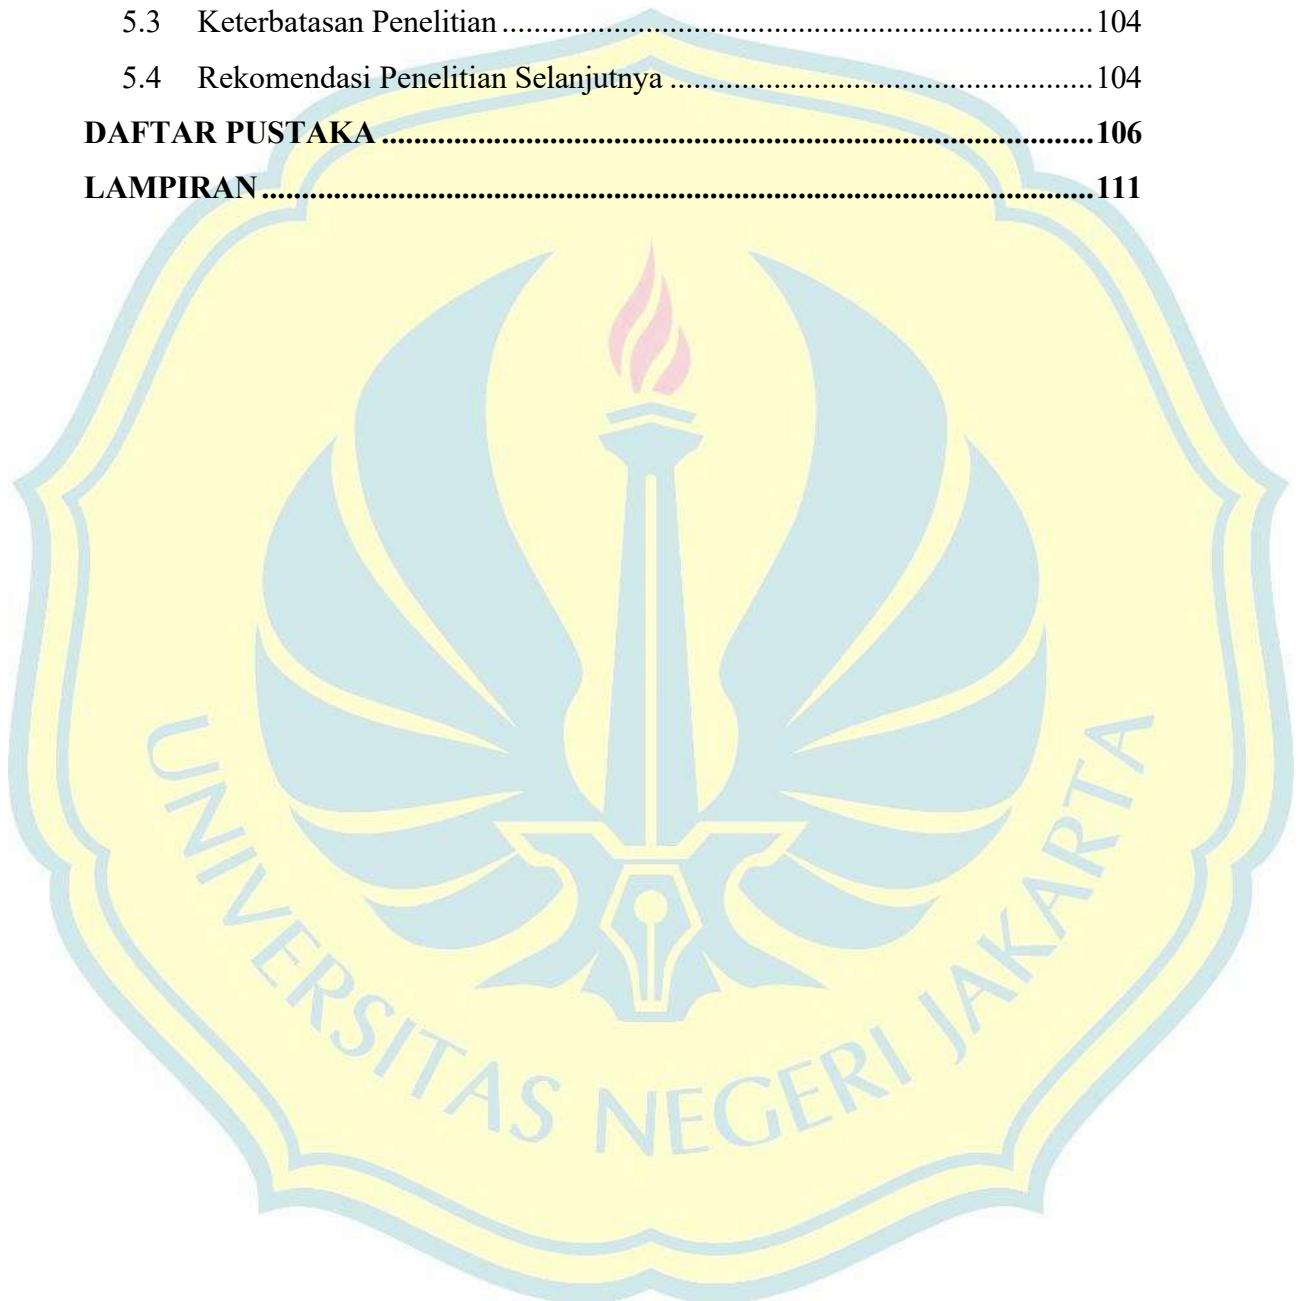 5.3 Keterbatasan Penelitian ........................................................................ 104
5.4 Rekomendasi Penelitian Selanjutnya ........................................................................ 104
DAFTAR PUSTAKA ........................................................................ 106
LAMPIRAN ........................................................................ 111
UNIVERSITAS NEGERI JAKARTA